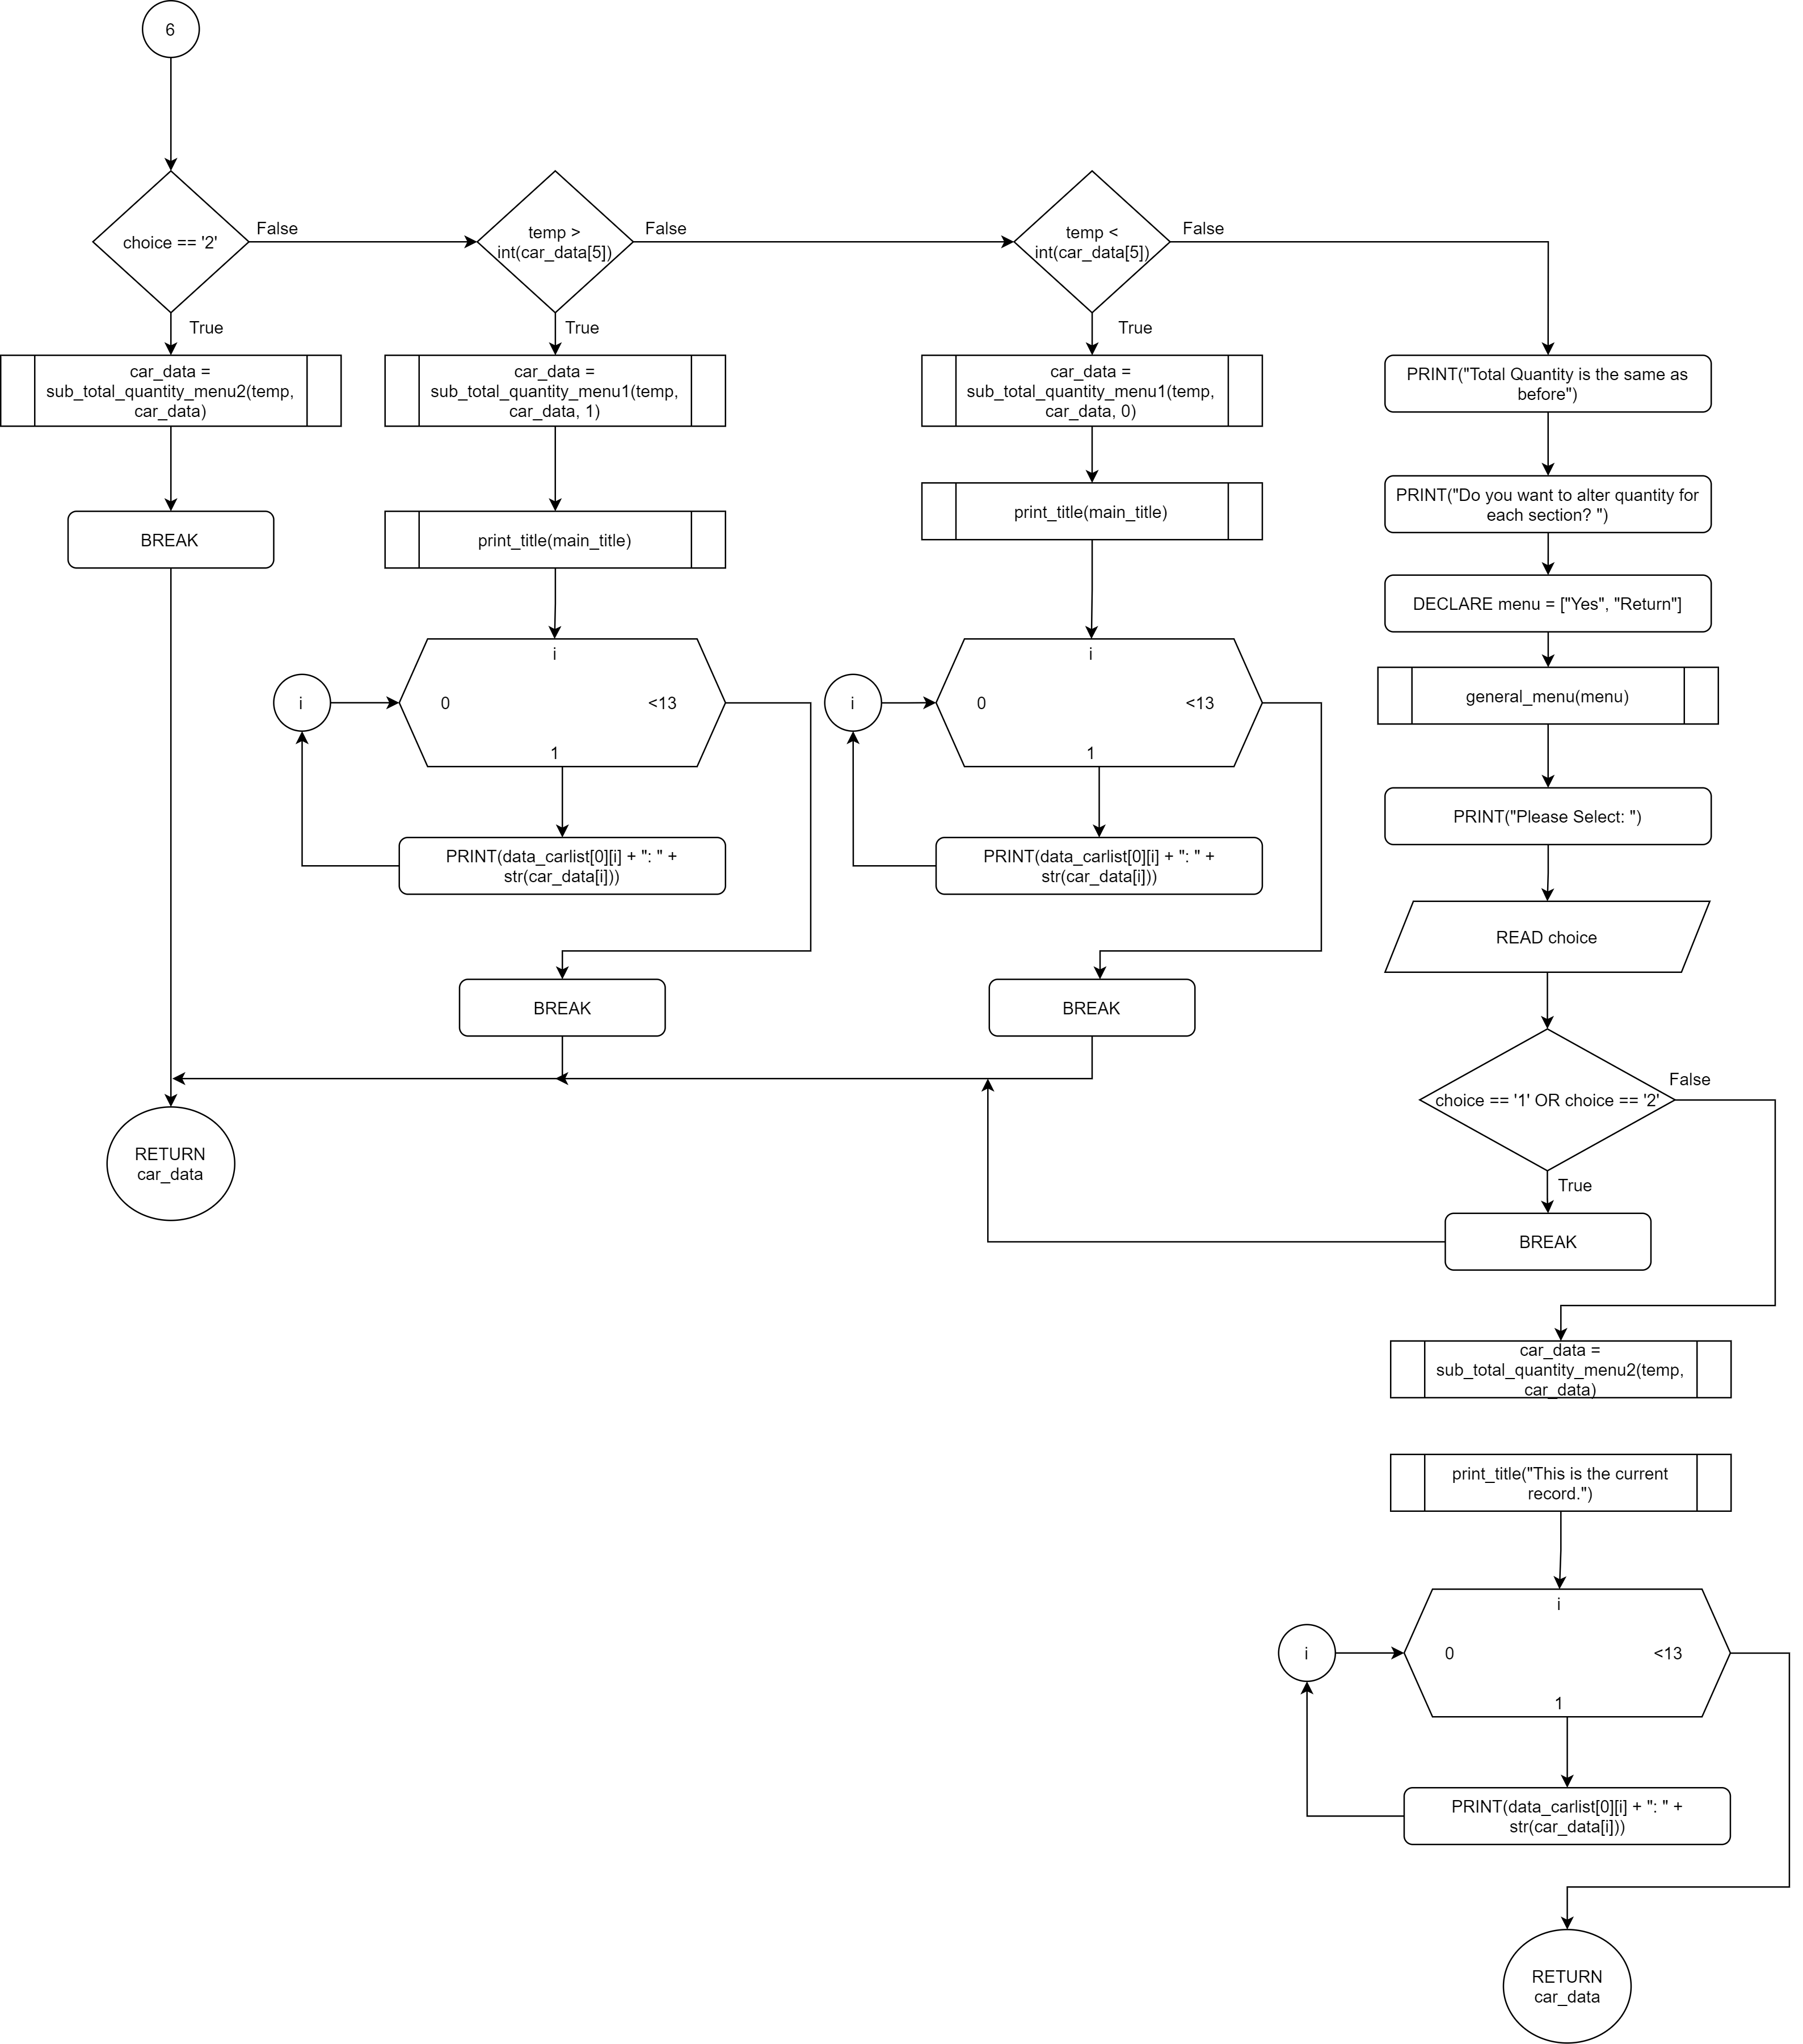 6
choice == '2'
False
True
car_data =
sub_total_quantity_menu2(temp,
car_data)
BREAK
RETURN
car_data
temp >
int(car_data[5])
False
True
car_data =
sub_total_quantity_menu1(temp,
car_data, 1)
print_title(main_title)
i
i
0
<13
1
PRINT(data_carlist[0][i] + ": " +
str(car_data[i]))
BREAK
temp <
int(car_data[5])
False
True
car_data =
sub_total_quantity_menu1(temp,
car_data, 0)
print_title(main_title)
i
i
0
<13
1
PRINT(data_carlist[0][i] + ": " +
str(car_data[i]))
BREAK
PRINT("Total Quantity is the same as
before")
PRINT("Do you want to alter quantity for
each section? ")
DECLARE menu = ["Yes", "Return"]
general_menu(menu)
PRINT("Please Select: ")
READ choice
choice == '1' OR choice == '2'
False
True
BREAK
car_data =
sub_total_quantity_menu2(temp,
car_data)
print_title("This is the current
record.")
i
i
0
<13
1
PRINT(data_carlist[0][i] + ": " +
str(car_data[i]))
RETURN
car_data